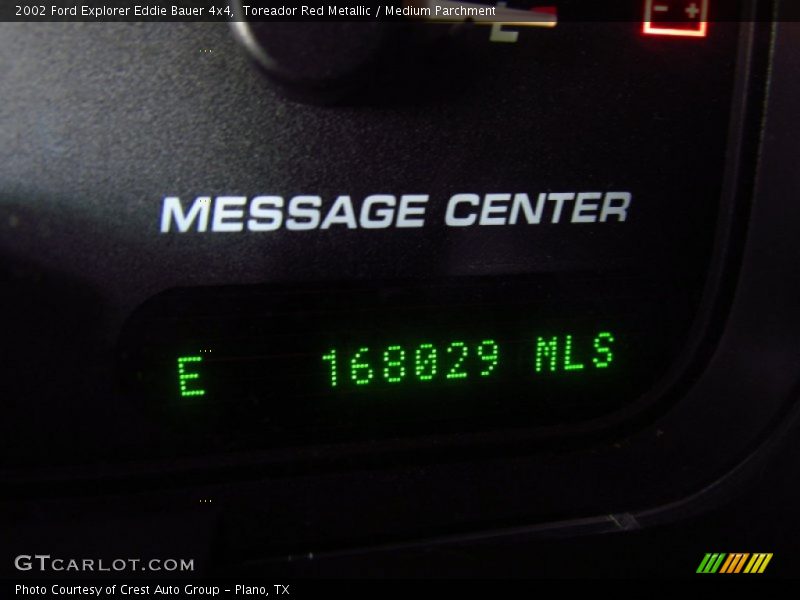 2002 Ford Explorer Eddie Bauer 4x4, Toreador Red Metallic / Medium Parchment
E
- +
MESSAGE CENTER
E 168029 MLS
GTCARLOT.COM
Photo Courtesy of Crest Auto Group - Plano, TX